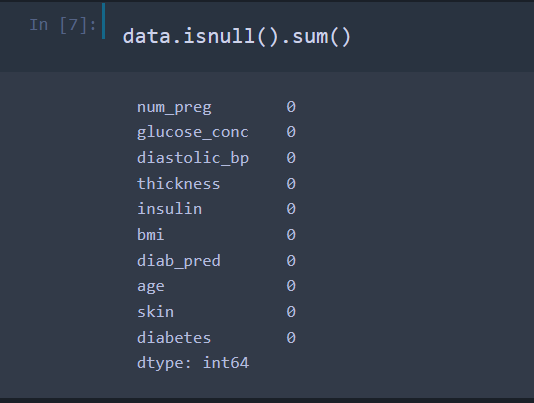 In [7]:
data.isnull().sum()
num_preg 0
glucose_conc 0
diastolic_bp 0
thickness 0
insulin 0
bmi 0
diab_pred 0
age 0
skin 0
diabetes 0
dtype: int64